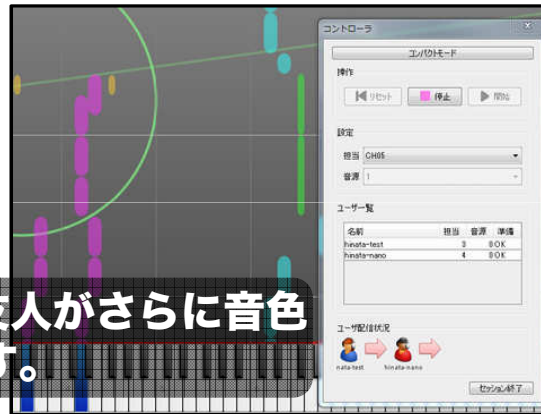 コントローラ
コンパクトモード
操作
リセット 停止 開始
設定
担当 CH05
音源 1
ユーザ一覧
名前 担当 音源 準備
hinata-test 3 0 OK
hinata-nano 4 0 OK
ユーザ配信状況
nata-test hinata-nano
セッション終了
人がさらに音色
す。